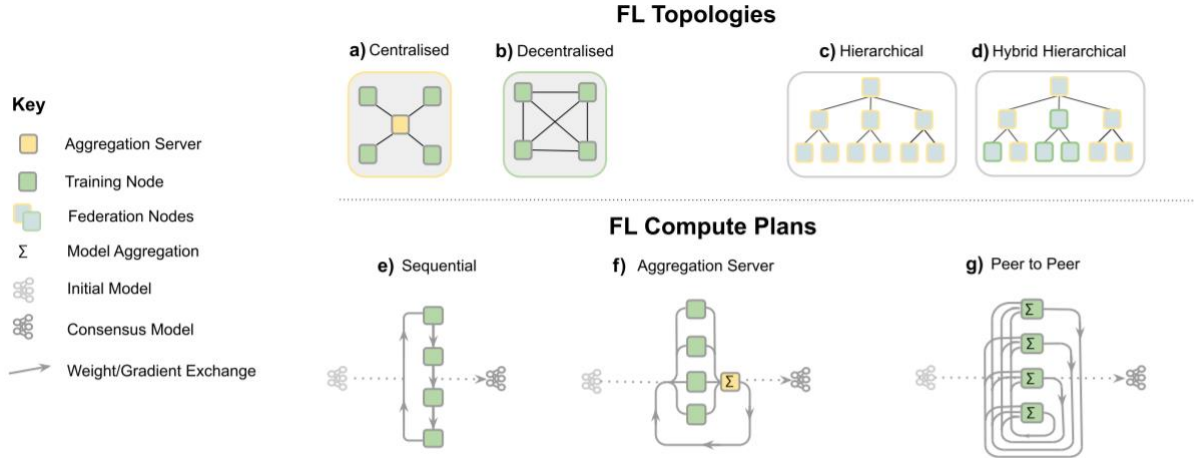 FL Topologies
a) Centralised
b) Decentralised
c) Hierarchical
d) Hybrid Hierarchical
Key
Aggregation Server
Training Node
Federation Nodes
Σ Model Aggregation
Initial Model
Consensus Model
Weight/Gradient Exchange
FL Compute Plans
e) Sequential
f) Aggregation Server
g) Peer to Peer
Σ
Σ
Σ
Σ
Σ